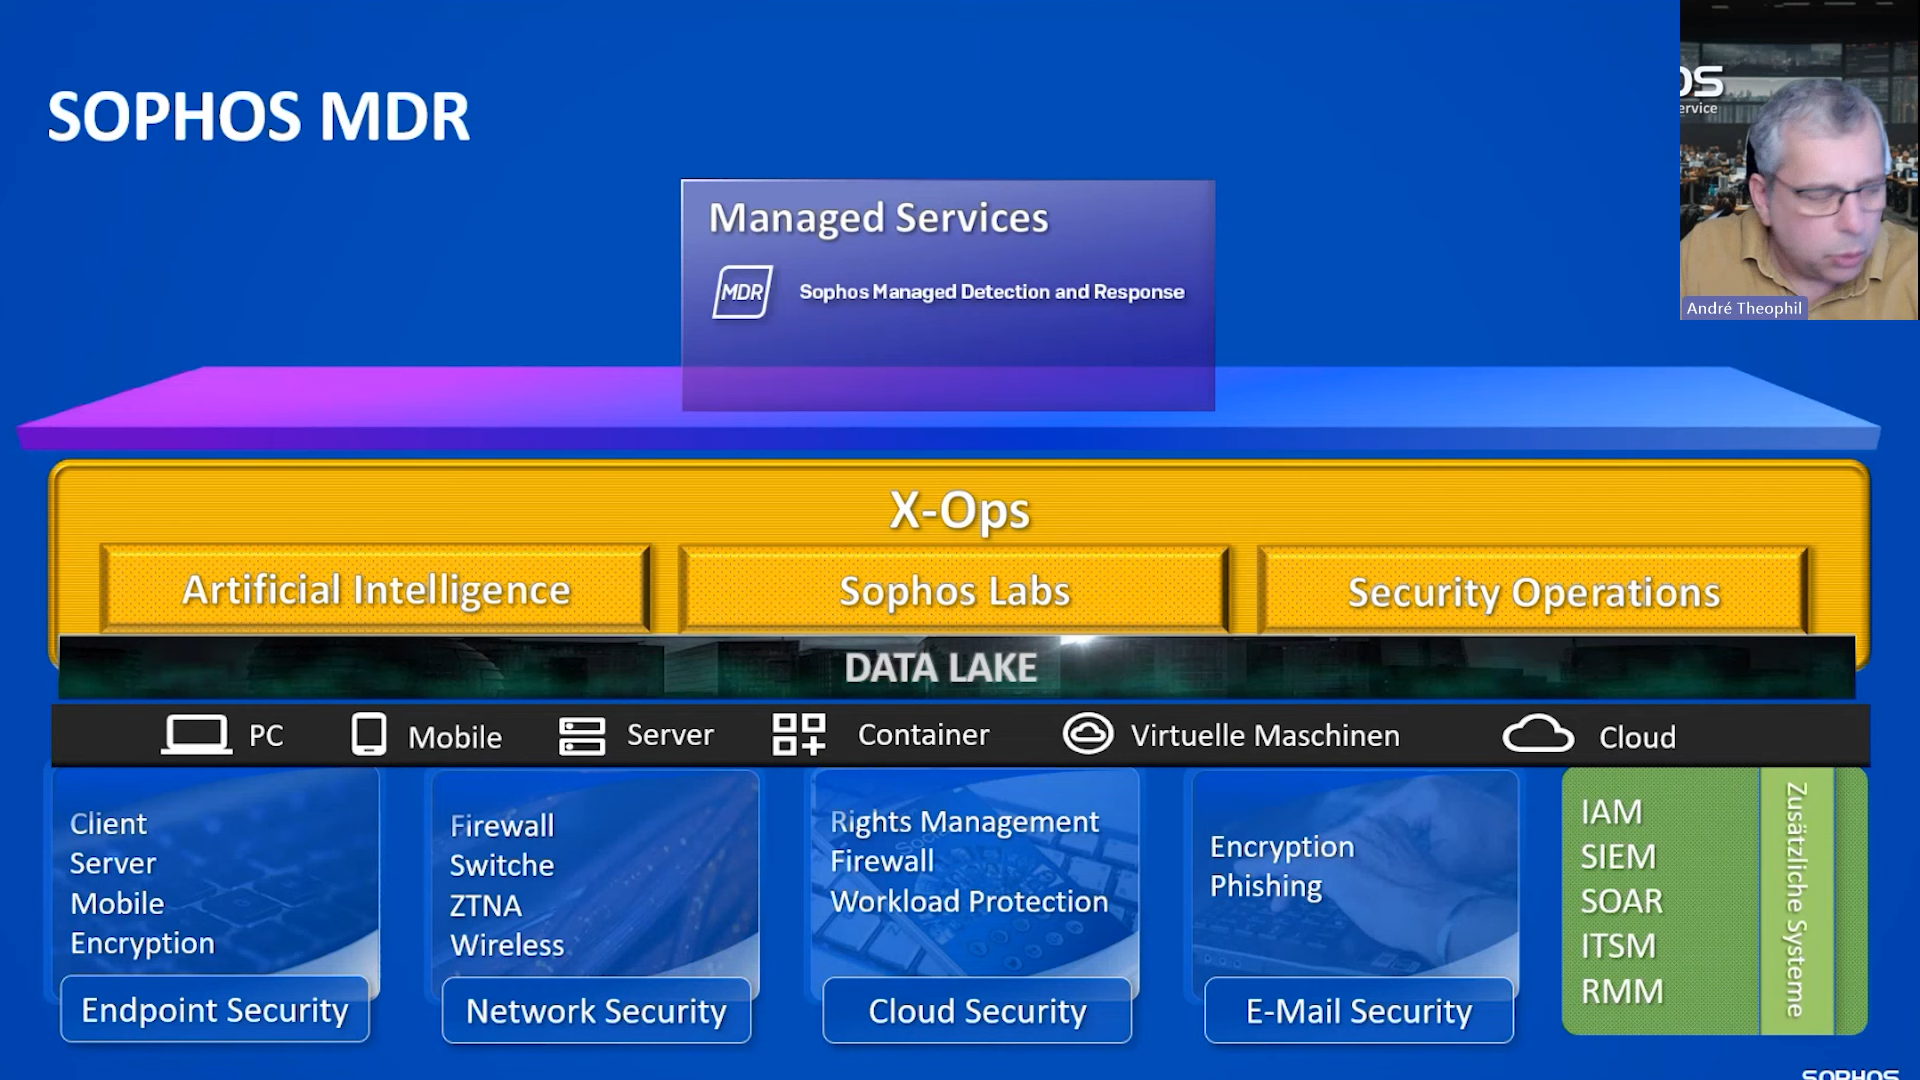 SOPHOS MDR
OS
ervice
André Theophil
Managed Services
MDR
Sophos Managed Detection and Response
X-Ops
Artificial Intelligence
Sophos Labs
Security Operations
DATA LAKE
PC
Mobile
Server
Container
Virtuelle Maschinen
Cloud
Client
Server
Mobile
Encryption
Endpoint Security
Firewall
Switche
ZTNA
Wireless
Network Security
Rights Management
Firewall
Workload Protection
Cloud Security
Encryption
Phishing
E-Mail Security
IAM
SIEM
SOAR
ITSM
RMM
Zusätzliche Systeme
SOPHOS